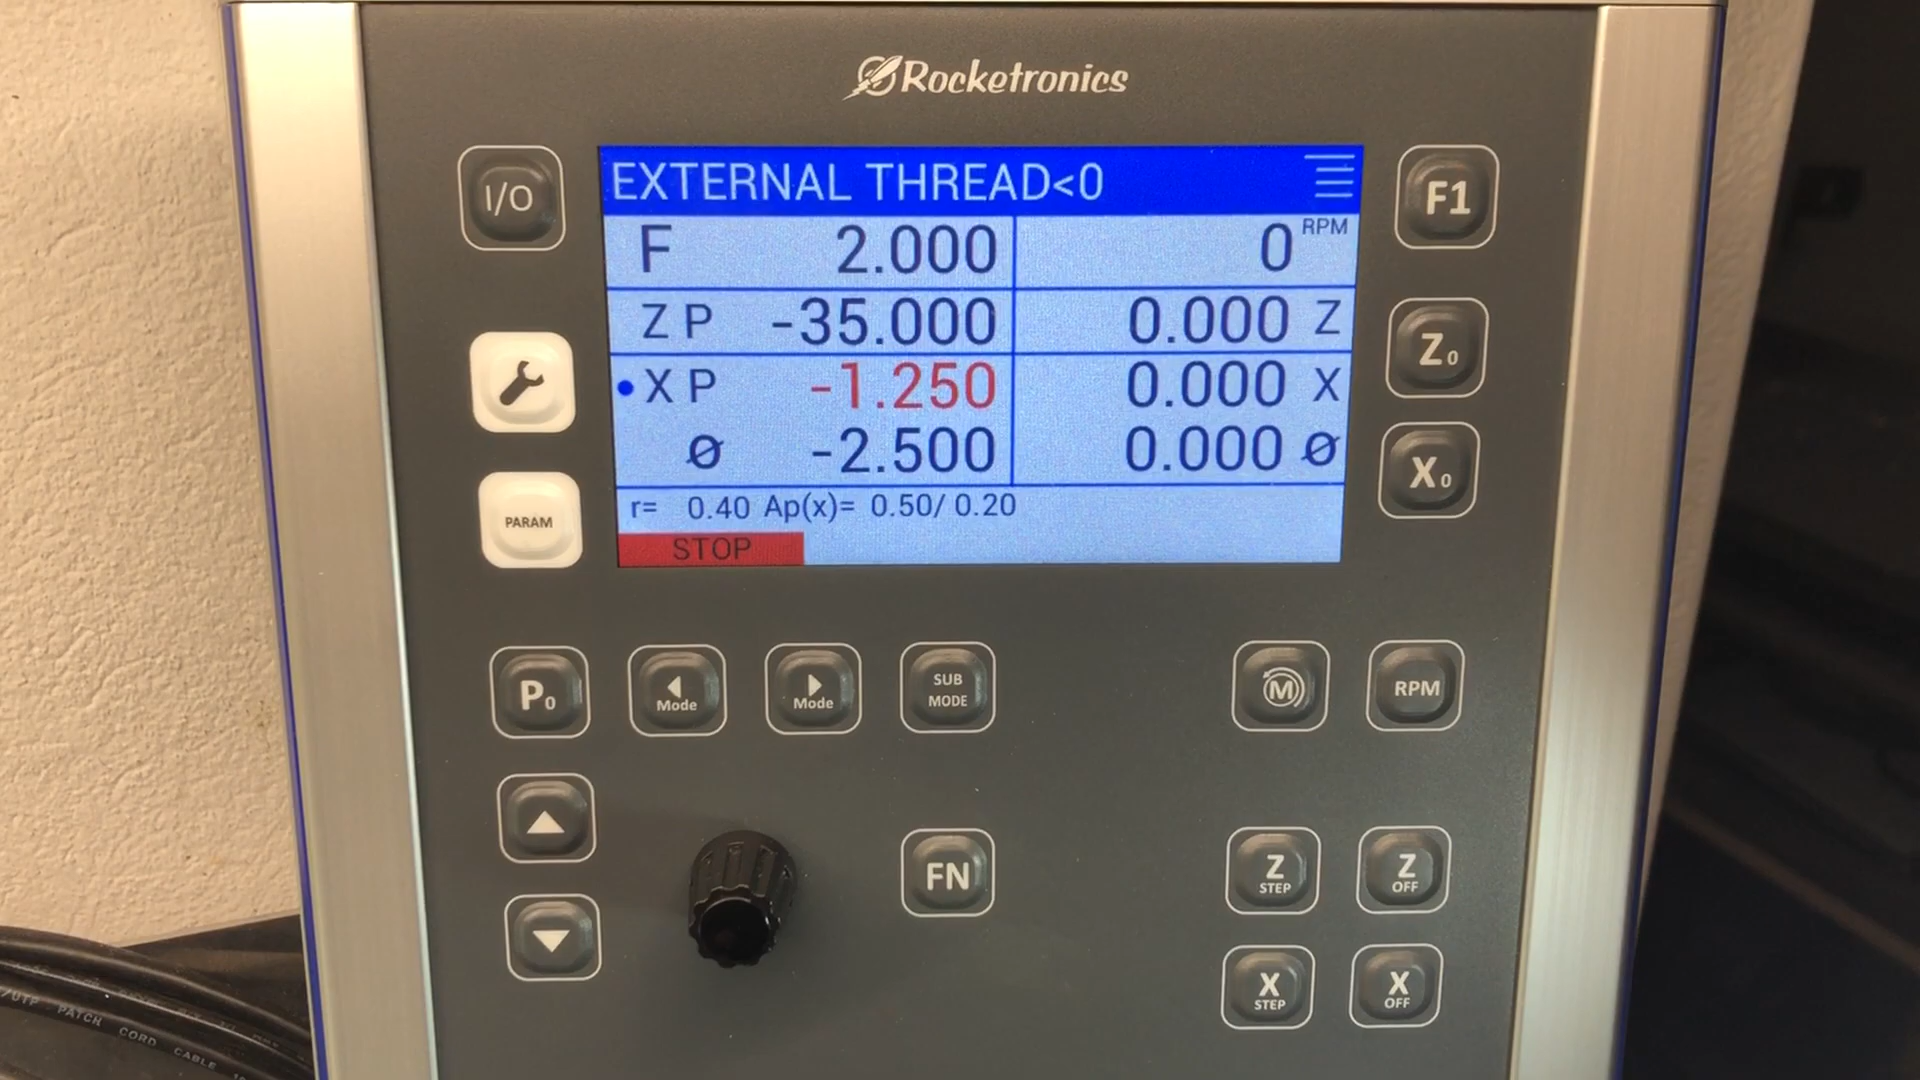 Rocketronics
I/O
EXTERNAL THREAD<0
F1
F 2.000 0 RPM
Z P -35.000 0.000 Z
Z0
X P -1.250 0.000 X
Ø -2.500 0.000 Ø
X0
PARAM
r= 0.40 Ap(x)= 0.50/ 0.20
STOP
P0
Mode
Mode
SUB
MODE
M
RPM
FN
Z
STEP
Z
OFF
X
STEP
X
OFF
/UTP PATCH CORD CABLE